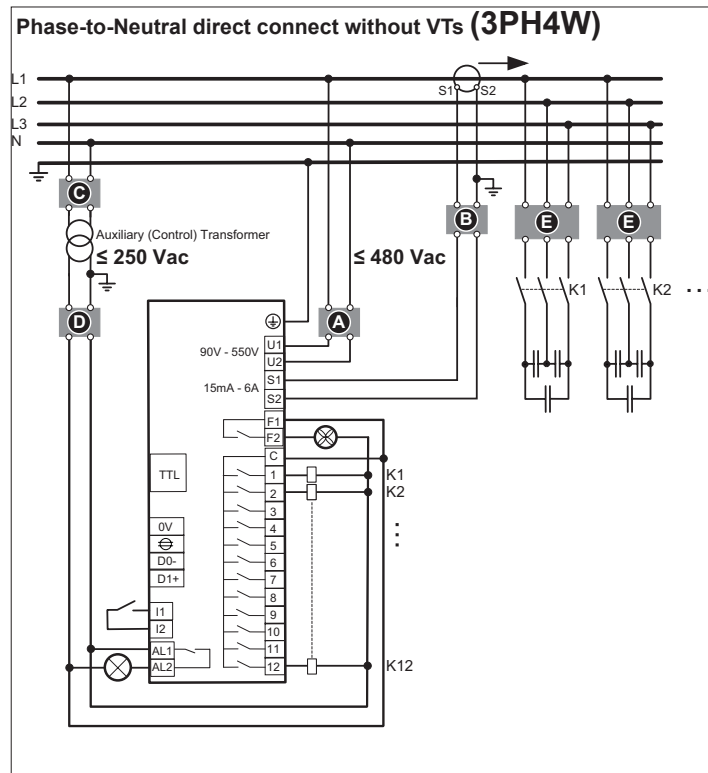 Phase-to-Neutral direct connect without VTs (3PH4W)
L1
L2
L3
N
S1 S2
C
B
E
E
Auxiliary (Control) Transformer
≤ 250 Vac
≤ 480 Vac
K1
K2
...
D
A
90V - 550V
U1
U2
15mA - 6A
S1
S2
F1
F2
C
TTL
1
K1
2
K2
3
0V
4
5
D0-
6
D1+
7
8
I1
9
I2
10
AL1
11
AL2
12
K12